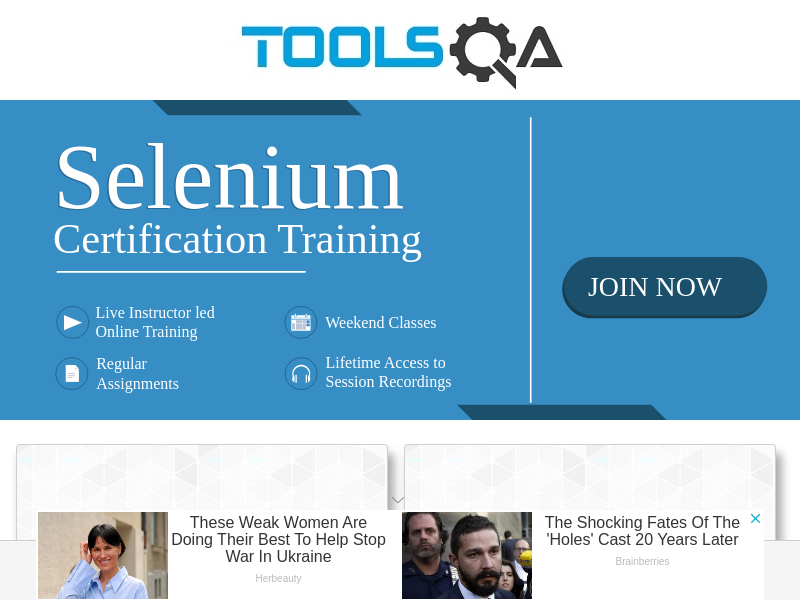 TOOLSQA
Selenium
Certification Training
JOIN NOW
Live Instructor led
Online Training
Weekend Classes
Regular
Assignments
Lifetime Access to
Session Recordings
These Weak Women Are
Doing Their Best To Help Stop
War In Ukraine
Herbeauty
The Shocking Fates Of The
'Holes' Cast 20 Years Later
Brainberries